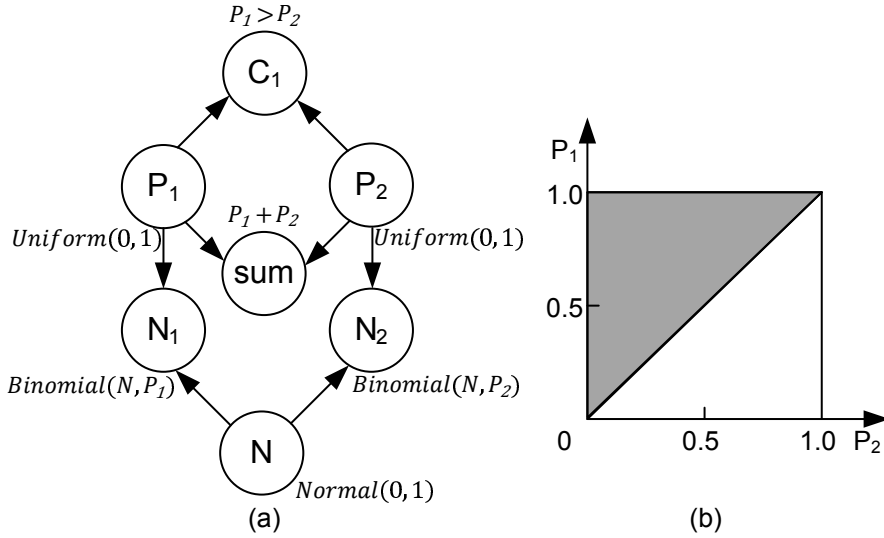 P₁ > P₂
C₁
P₁
P₂
P₁ + P₂
Uniform(0,1)
Uniform(0,1)
sum
N₁
N₂
Binomial(N,P₁)
Binomial(N,P₂)
N
Normal(0,1)
(a)
P₁
1.0
0.5
0
0.5
1.0
P₂
(b)